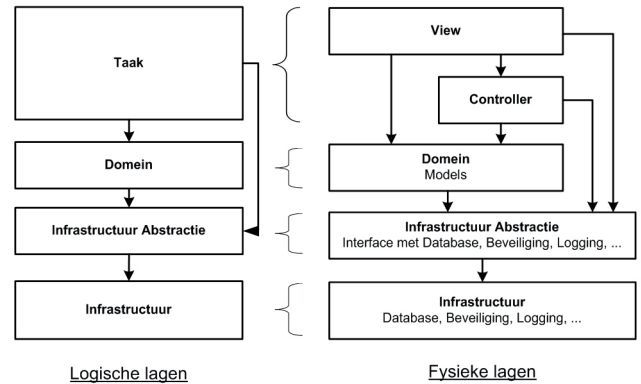 Taak
Domein
Infrastructuur Abstractie
Infrastructuur
Logische lagen
View
Controller
Domein
Models
Infrastructuur Abstractie
Interface met Database, Beveiliging, Logging, ...
Infrastructuur
Database, Beveiliging, Logging, ...
Fysieke lagen